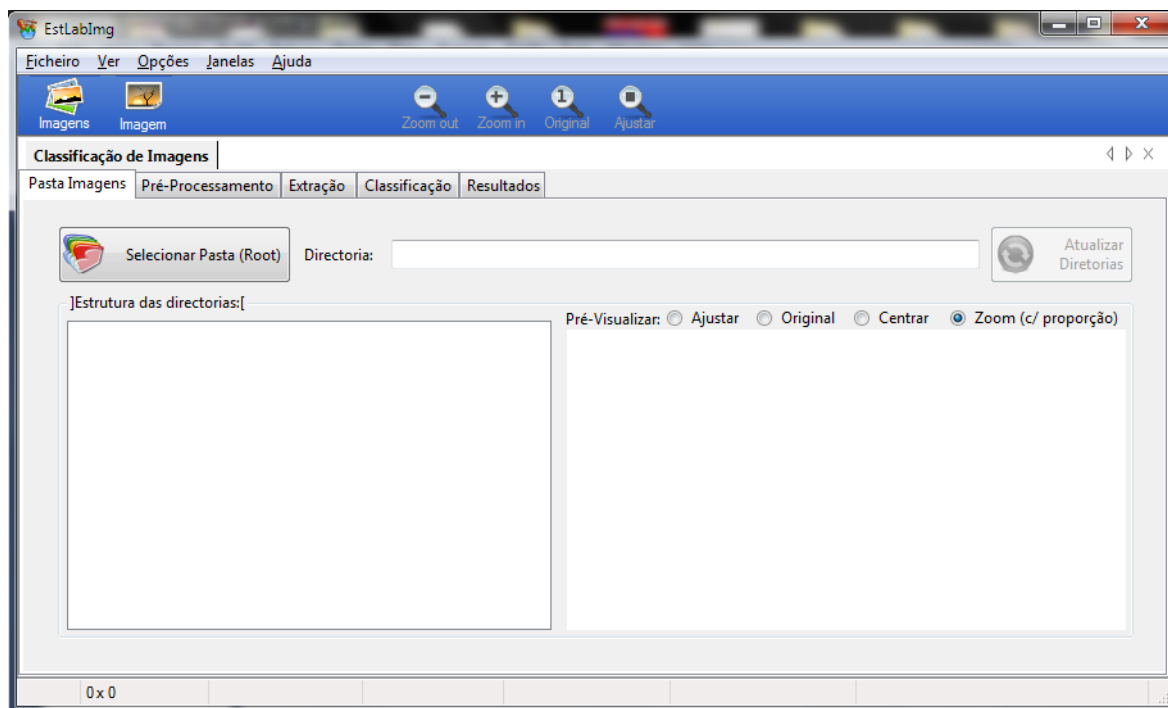 EstLabImg
Ficheiro Ver Opções Janelas Ajuda
Imagens Imagem Zoom out Zoom in 1 Original Ajustar
Classificação de Imagens
Pasta Imagens Pré-Processamento Extração Classificação Resultados
Selecionar Pasta (Root) Directoria: Atualizar
Diretorias
]Estrutura das directorias:[
Pré-Visualizar: Ajustar Original Centrar Zoom (c/ proporção)
0 x 0